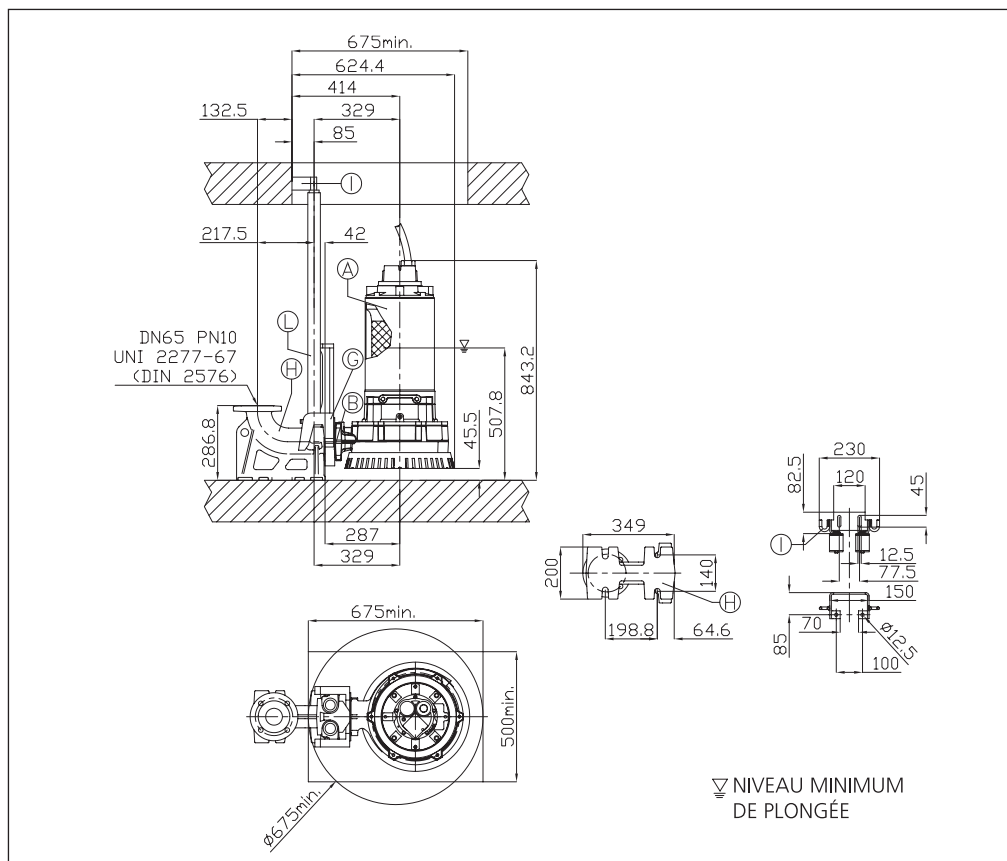 675min.
624.4
414
132.5
329
85
I
217.5
42
A
L
DN65 PN10
UNI 2277-67
(DIN 2576)
H
G
B
286.8
45.5
507.8
843.2
287
329
349
200
140
H
198.8
64.6
230
82.5
120
45
I
12.5
77.5
150
70
85
Ø12.5
100
675min.
500min.
Ø675min.
NIVEAU MINIMUM
DE PLONGÉE